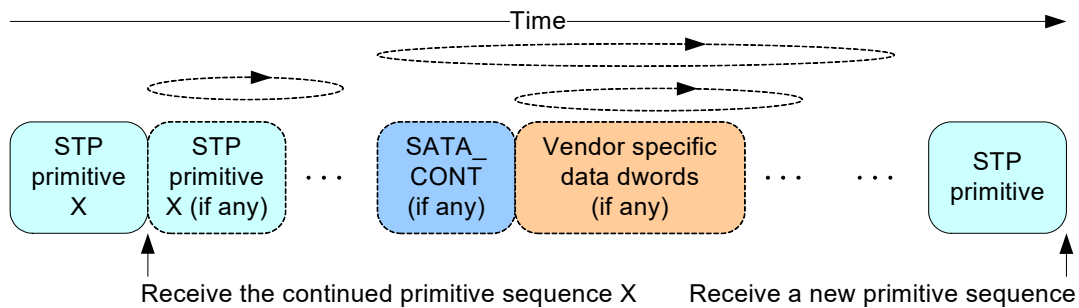 Time
STP
primitive
X
STP
primitive
X (if any)
. . .
SATA_
CONT
(if any)
Vendor specific
data dwords
(if any)
. . .
. . .
STP
primitive
Receive the continued primitive sequence X
Receive a new primitive sequence